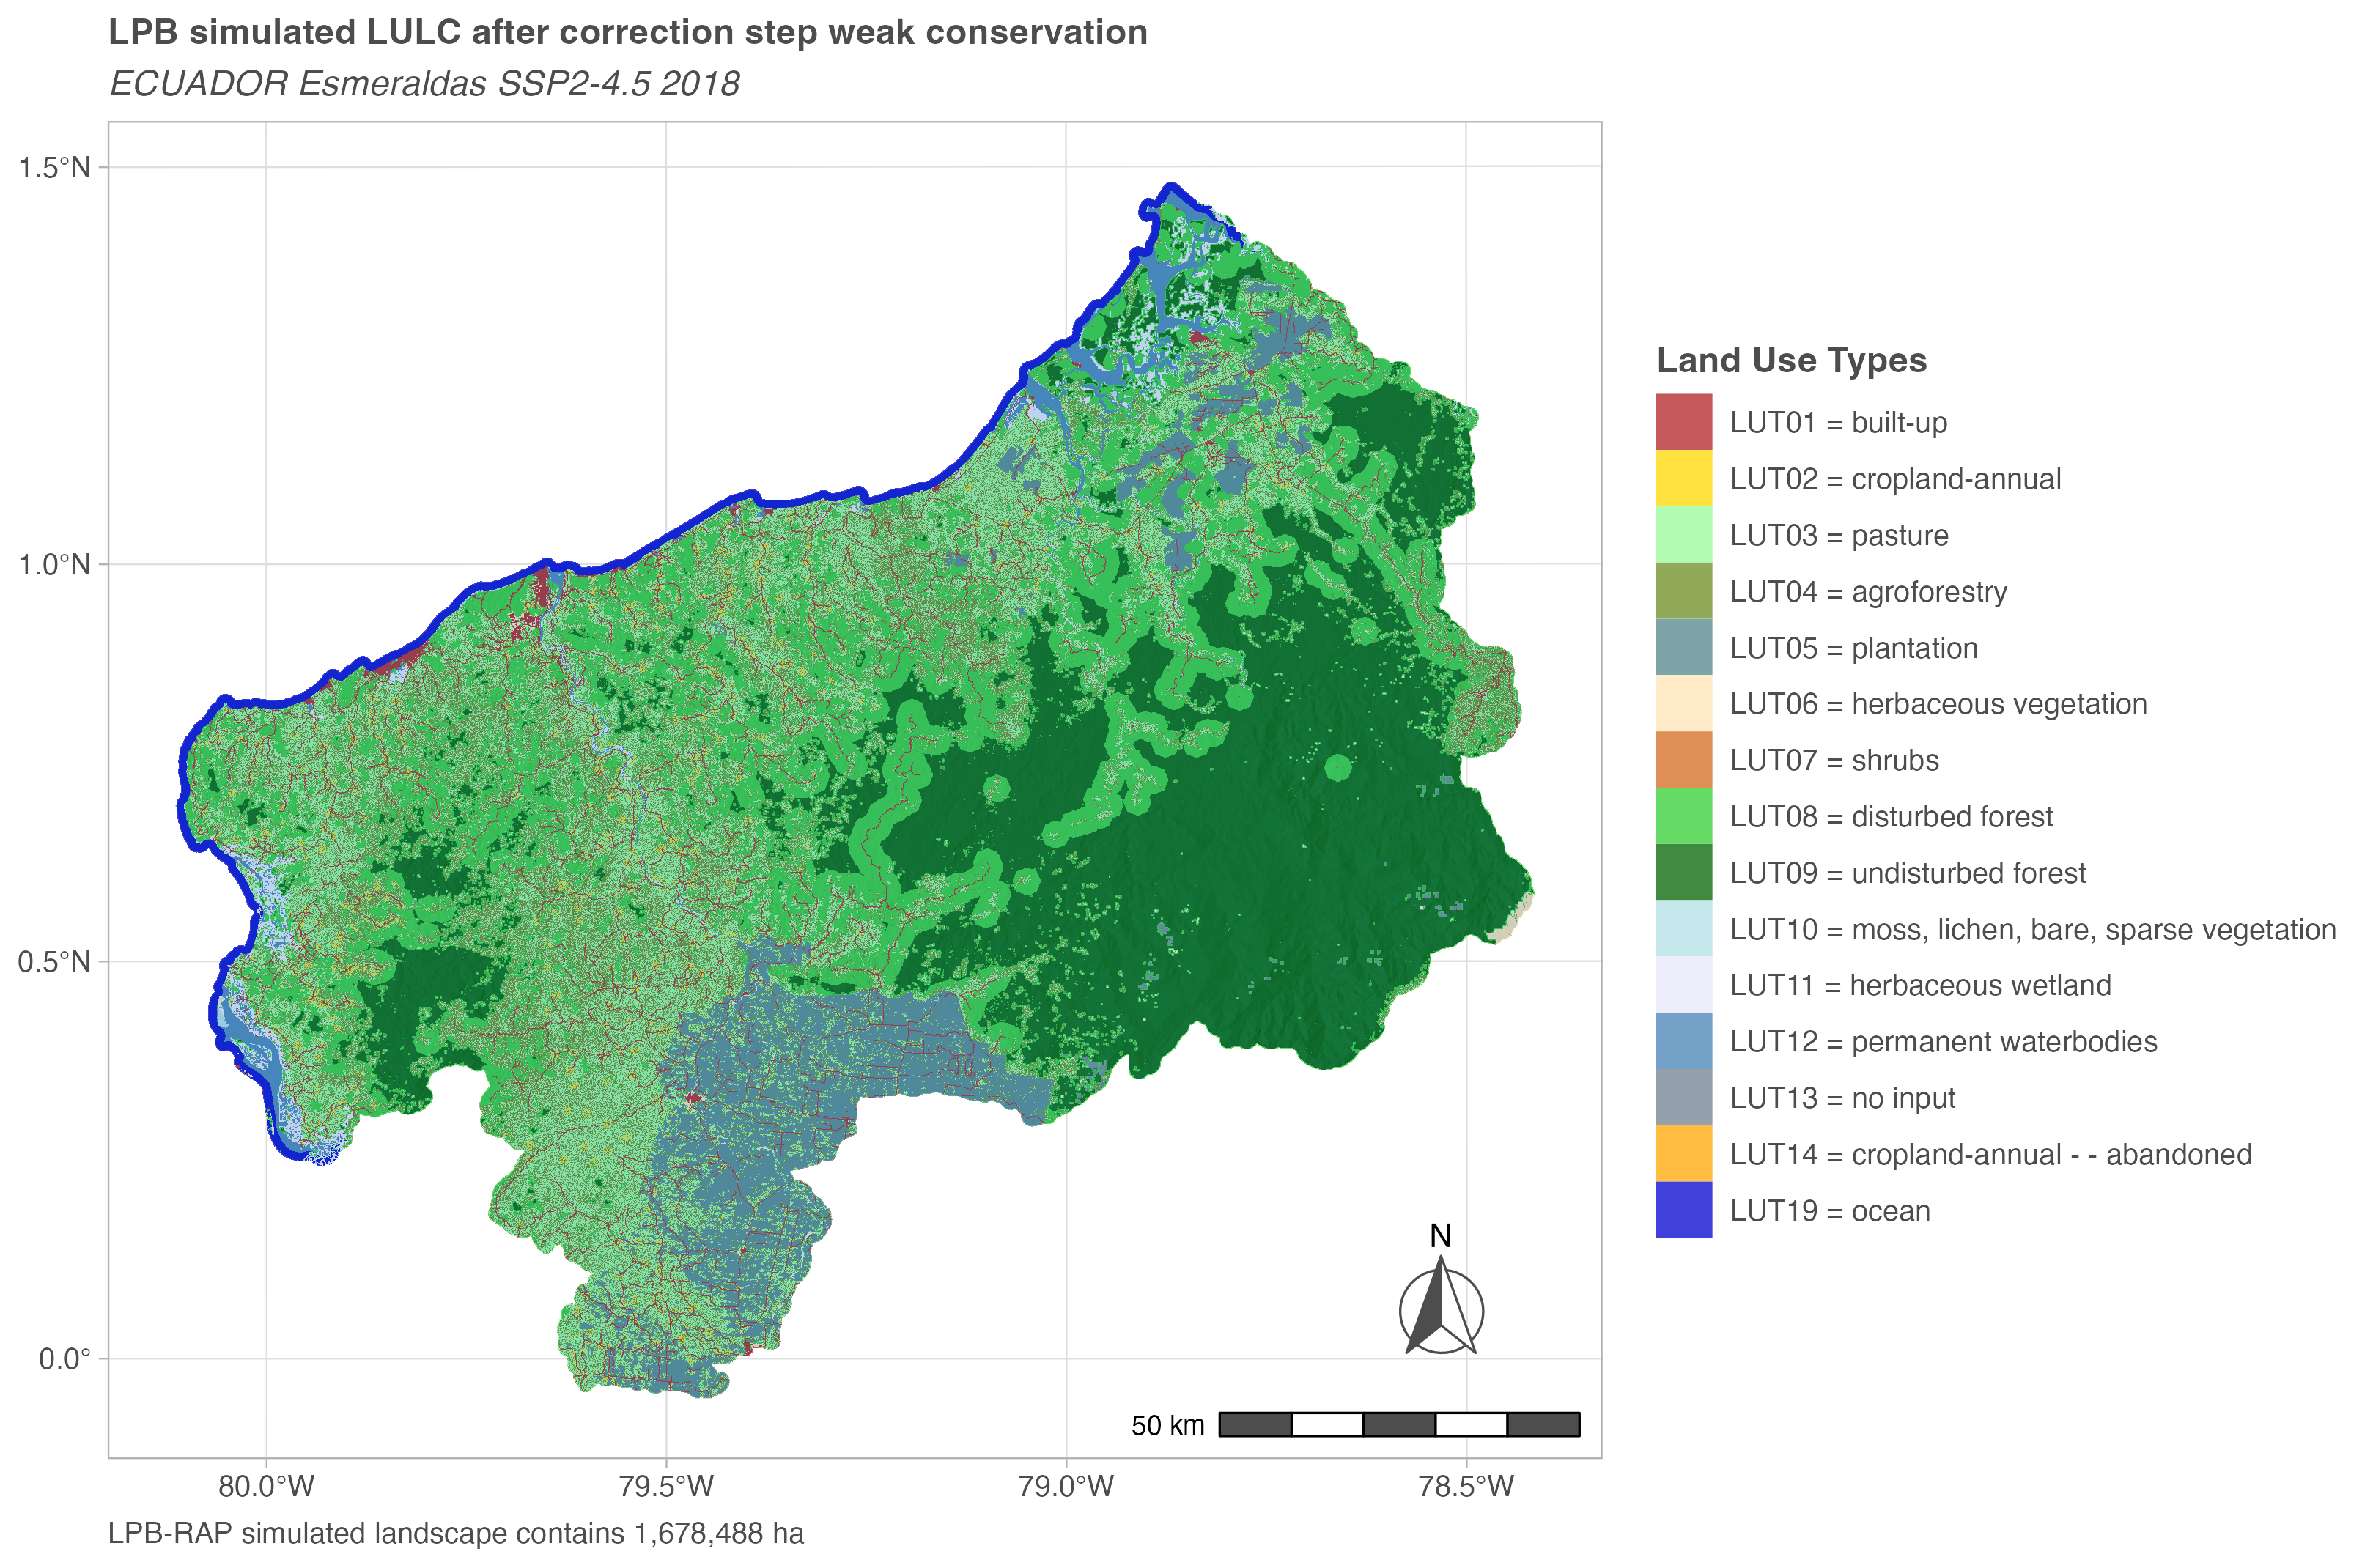 LPB simulated LULC after correction step weak conservation
ECUADOR Esmeraldas SSP2-4.5 2018
1.5°N
1.0°N
0.5°N
0.0°
80.0°W
79.5°W
79.0°W
78.5°W
N
50 km
Land Use Types
LUT01 = built-up
LUT02 = cropland-annual
LUT03 = pasture
LUT04 = agroforestry
LUT05 = plantation
LUT06 = herbaceous vegetation
LUT07 = shrubs
LUT08 = disturbed forest
LUT09 = undisturbed forest
LUT10 = moss, lichen, bare, sparse vegetation
LUT11 = herbaceous wetland
LUT12 = permanent waterbodies
LUT13 = no input
LUT14 = cropland-annual - - abandoned
LUT19 = ocean
LPB-RAP simulated landscape contains 1,678,488 ha